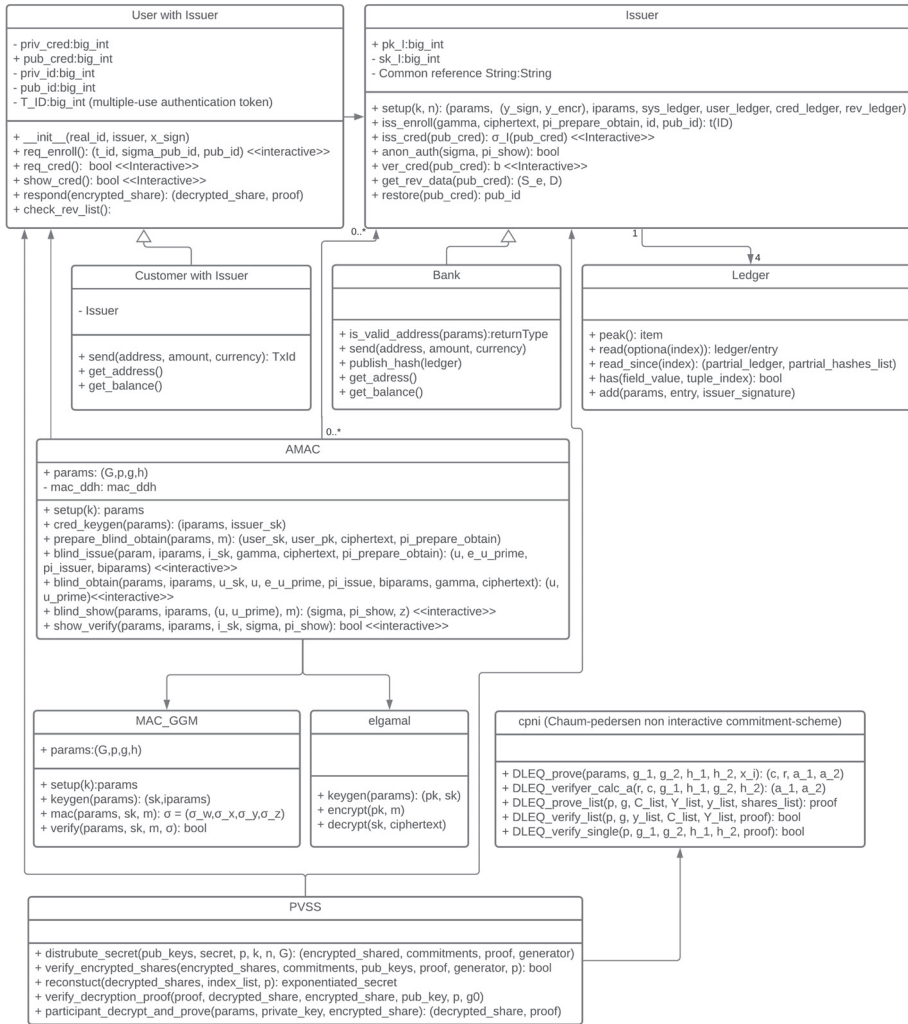 User with Issuer
- priv_cred:big_int
+ pub_cred:big_int
- priv_id:big_int
- pub_id:big_int
- T_ID:big_int (multiple-use authentication token)
+ __init__(real_id, issuer, x_sign)
+ req_enroll(): (t_id, sigma_pub_id, pub_id) <<interactive>>
+ req_cred():  bool <<Interactive>>
+ show_cred(): bool <<Interactive>>
+ respond(encrypted_share): (decrypted_share, proof)
+ check_rev_list():
Issuer
+ pk_I:big_int
- sk_I:big_int
- Common reference String:String
+ setup(k, n): (params,  (y_sign, y_encr), iparams, sys_ledger, user_ledger, cred_ledger, rev_ledger)
+ iss_enroll(gamma, ciphertext, pi_prepare_obtain, id, pub_id): t(ID)
+ iss_cred(pub_cred): σ_I(pub_cred) <<Interactive>>
+ anon_auth(sigma, pi_show): bool
+ ver_cred(pub_cred): b <<Interactive>>
+ get_rev_data(pub_cred): (S_e, D)
+ restore(pub_cred): pub_id
0..*
1
4
Customer with Issuer
- Issuer
+ send(address, amount, currency): TxId
+ get_address()
+ get_balance()
Bank
+ is_valid_address(params):returnType
+ send(address, amount, currency)
+ publish_hash(ledger)
+ get_adress()
+ get_balance()
Ledger
+ peak(): item
+ read(optiona(index)): ledger/entry
+ read_since(index): (partrial_ledger, partrial_hashes_list)
+ has(field_value, tuple_index): bool
+ add(params, entry, issuer_signature)
0..*
AMAC
+ params: (G,p,g,h)
- mac_ddh: mac_ddh
+ setup(k): params
+ cred_keygen(params): (iparams, issuer_sk)
+ prepare_blind_obtain(params, m): (user_sk, user_pk, ciphertext, pi_prepare_obtain)
+ blind_issue(param, iparams, i_sk, gamma, ciphertext, pi_prepare_obtain): (u, e_u_prime,
pi_issuer, biparams) <<interactive>>
+ blind_obtain(params, iparams, u_sk, u, e_u_prime, pi_issue, biparams, gamma, ciphertext): (u,
u_prime)<<interactive>>
+ blind_show(params, iparams, (u, u_prime), m): (sigma, pi_show, z) <<interactive>>
+ show_verify(params, iparams, i_sk, sigma, pi_show): bool <<interactive>>
MAC_GGM
+ params:(G,p,g,h)
+ setup(k):params
+ keygen(params): (sk,iparams)
+ mac(params, sk, m): σ = (σ_w,σ_x,σ_y,σ_z)
+ verify(params, sk, m, σ): bool
elgamal
+ keygen(params): (pk, sk)
+ encrypt(pk, m)
+ decrypt(sk, ciphertext)
cpni (Chaum-pedersen non interactive commitment-scheme)
+ DLEQ_prove(params, g_1, g_2, h_1, h_2, x_i): (c, r, a_1, a_2)
+ DLEQ_verifyer_calc_a(r, c, g_1, h_1, g_2, h_2): (a_1, a_2)
+ DLEQ_prove_list(p, g, C_list, Y_list, y_list, shares_list): proof
+ DLEQ_verify_list(p, g, y_list, C_list, Y_list, proof): bool
+ DLEQ_verify_single(p, g_1, g_2, h_1, h_2, proof): bool
PVSS
+ distrubute_secret(pub_keys, secret, p, k, n, G): (encrypted_shared, commitments, proof, generator)
+ verify_encrypted_shares(encrypted_shares, commitments, pub_keys, proof, generator, p): bool
+ reconstuct(decrypted_shares, index_list, p): exponentiated_secret
+ verify_decryption_proof(proof, decrypted_share, encrypted_share, pub_key, p, g0)
+ participant_decrypt_and_prove(params, private_key, encrypted_share): (decrypted_share, proof)